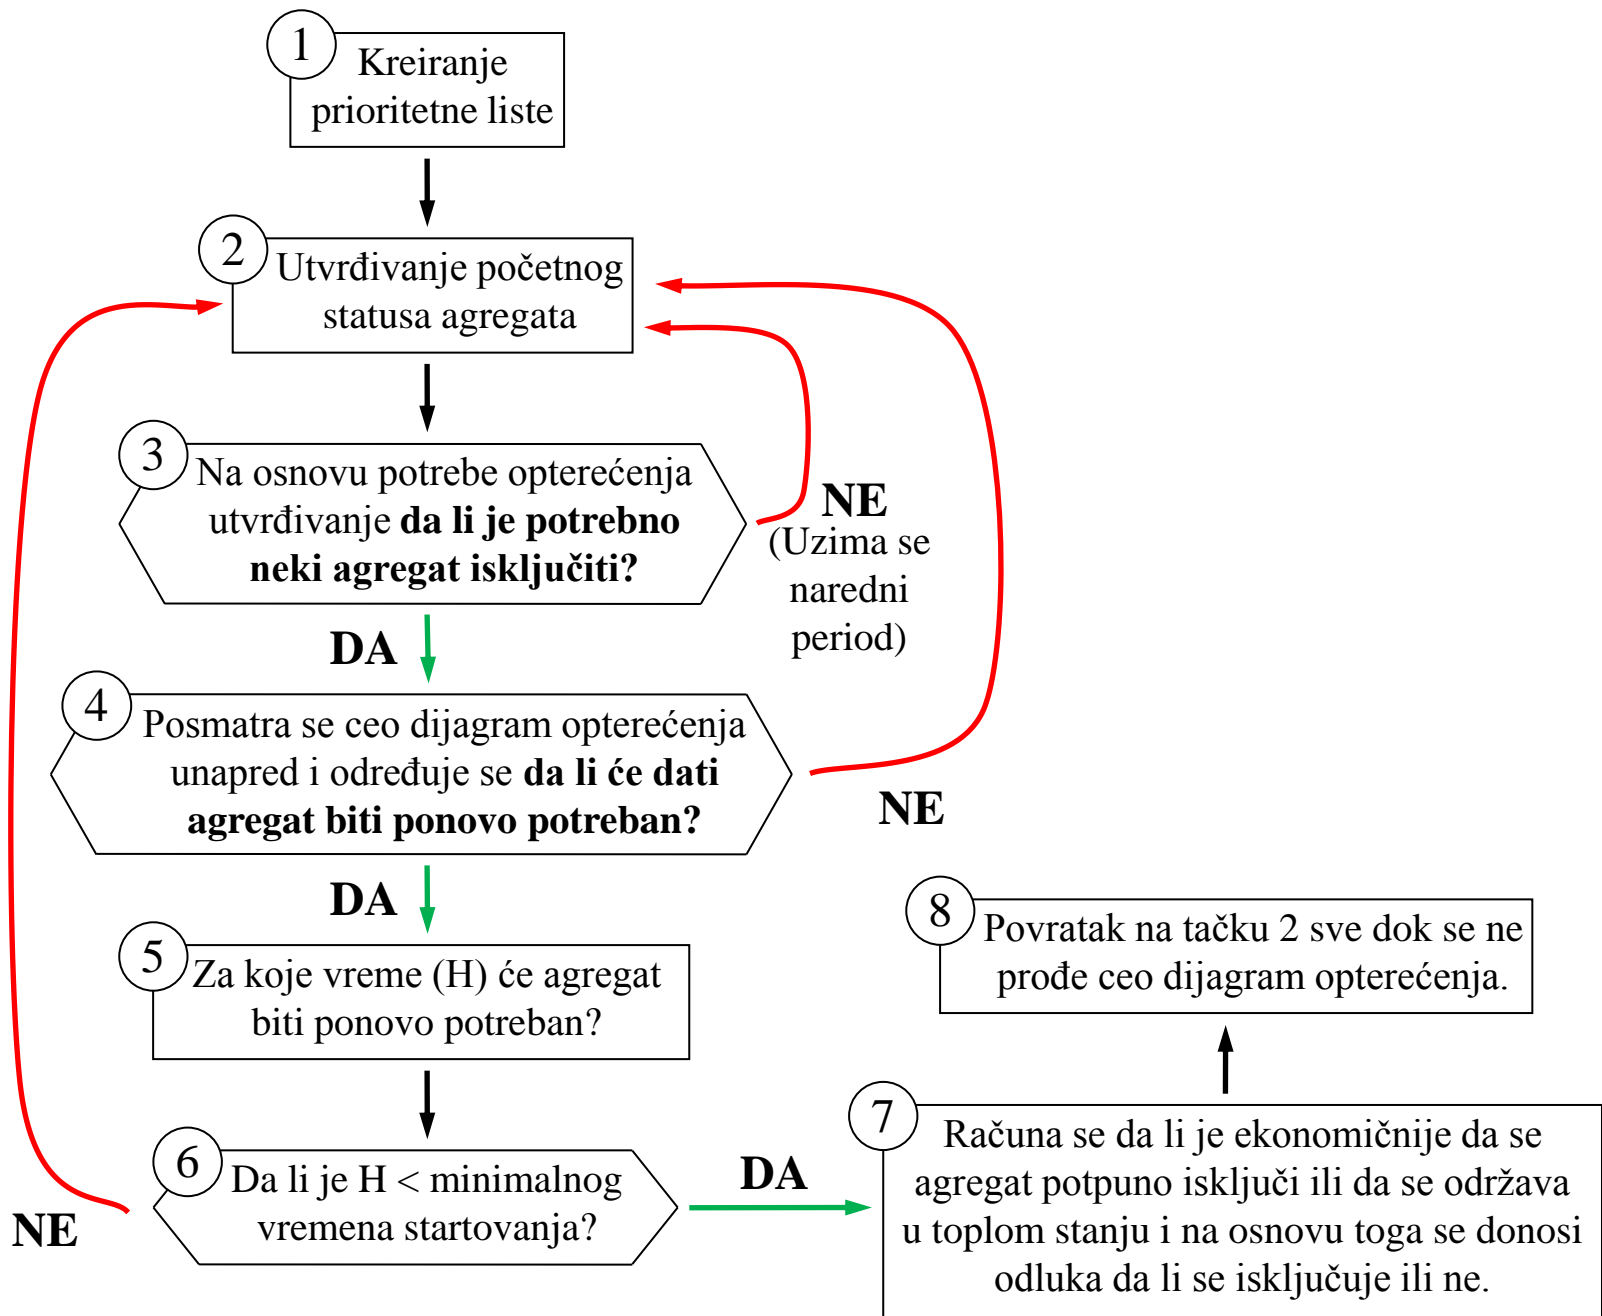 1
Kreiranje
prioritetne liste
2
Utvrđivanje početnog
statusa agregata
3
Na osnovu potrebe opterećenja
utvrđivanje da li je potrebno
neki agregat isključiti?
NE
(Uzima se
naredni
period)
DA
4
Posmatra se ceo dijagram opterećenja
unapred i određuje se da li će dati
agregat biti ponovo potreban?
NE
DA
5
Za koje vreme (H) će agregat
biti ponovo potreban?
6
Da li je H < minimalnog
vremena startovanja?
NE
DA
7
Računa se da li je ekonomičnije da se
agregat potpuno isključi ili da se održava
u toplom stanju i na osnovu toga se donosi
odluka da li se isključuje ili ne.
8
Povratak na tačku 2 sve dok se ne
prođe ceo dijagram opterećenja.